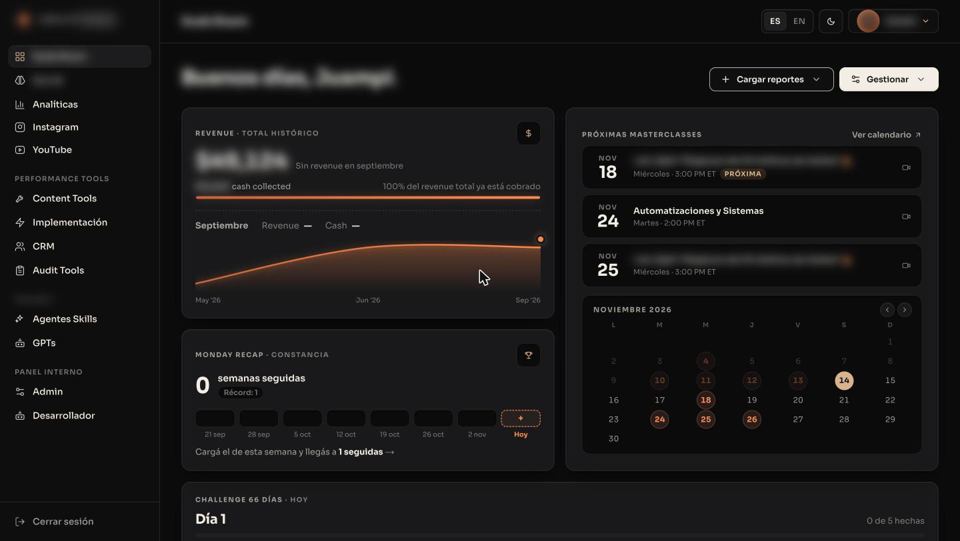 ES EN
Analíticas
Instagram
YouTube
PERFORMANCE TOOLS
Content Tools
Implementación
CRM
Audit Tools
Agentes Skills
GPTs
PANEL INTERNO
Admin
Desarrollador
Cerrar sesión
Buenos días, Juampi.
+ Cargar reportes
Gestionar
REVENUE · TOTAL HISTÓRICO
$
Sin revenue en septiembre
cash collected
100% del revenue total ya está cobrado
Septiembre Revenue — Cash —
May '26 Jun '26 Sep '26
MONDAY RECAP · CONSTANCIA
0 semanas seguidas
Récord: 1
+
21 sep 28 sep 5 oct 12 oct 19 oct 26 oct 2 nov Hoy
Cargá el de esta semana y llegás a 1 seguidas →
PRÓXIMAS MASTERCLASSES
Ver calendario ↗
NOV
18
Miércoles · 3:00 PM ET PRÓXIMA
NOV
24
Automatizaciones y Sistemas
Martes · 2:00 PM ET
NOV
25
Miércoles · 3:00 PM ET
NOVIEMBRE 2026
L M M J V S D
1
2 3 4 5 6 7 8
9 10 11 12 13 14 15
16 17 18 19 20 21 22
23 24 25 26 27 28 29
30
CHALLENGE 66 DÍAS · HOY
Día 1
0 de 5 hechas